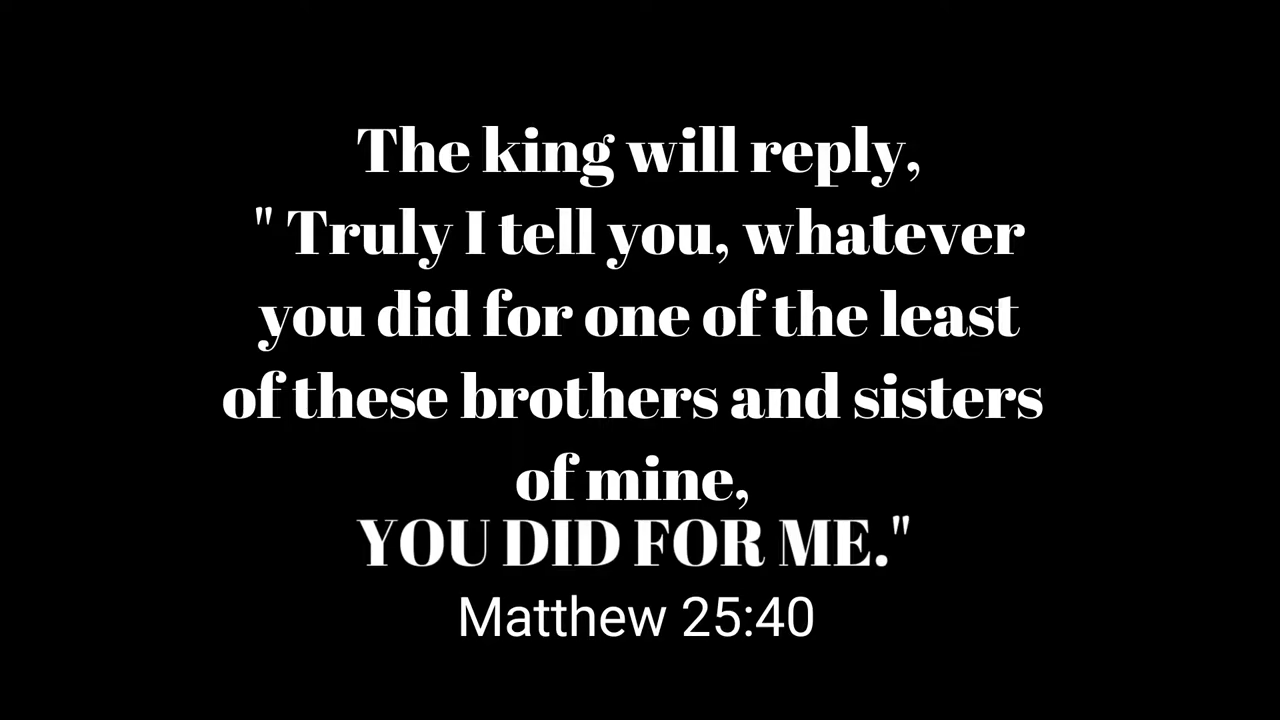 The king will reply,
" Truly I tell you, whatever
you did for one of the least
of these brothers and sisters
of mine,
YOU DID FOR ME."
Matthew 25:40